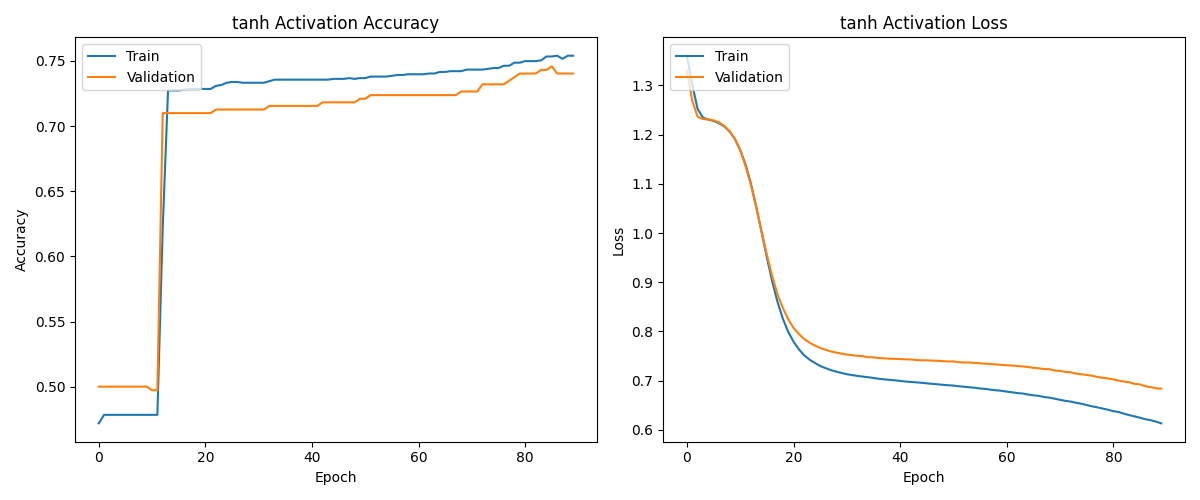 tanh Activation Accuracy
Train
Validation
0.75
0.70
0.65
0.60
0.55
0.50
Accuracy
0
20
40
60
80
Epoch
tanh Activation Loss
Train
Validation
1.3
1.2
1.1
1.0
0.9
0.8
0.7
0.6
Loss
0
20
40
60
80
Epoch